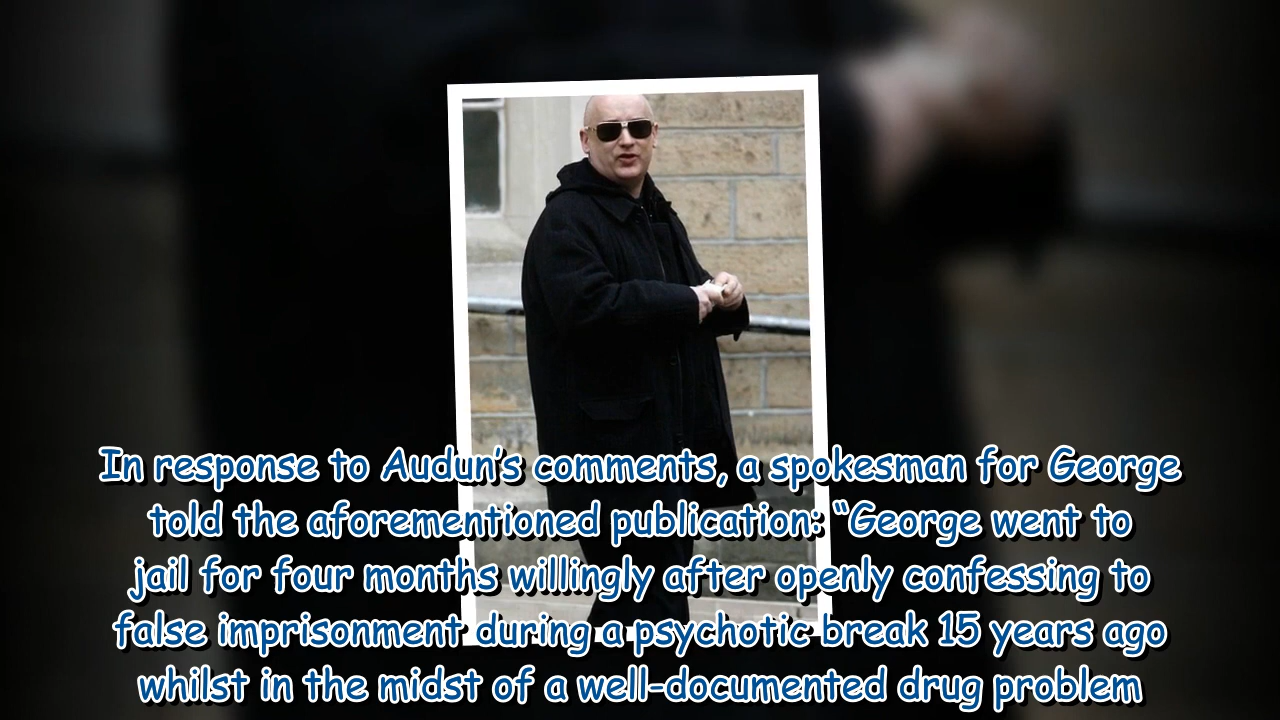 In response to Audun’s comments, a spokesman for George
told the aforementioned publication: “George went to
jail for four months willingly after openly confessing to
false imprisonment during a psychotic break 15 years ago
whilst in the midst of a well-documented drug problem